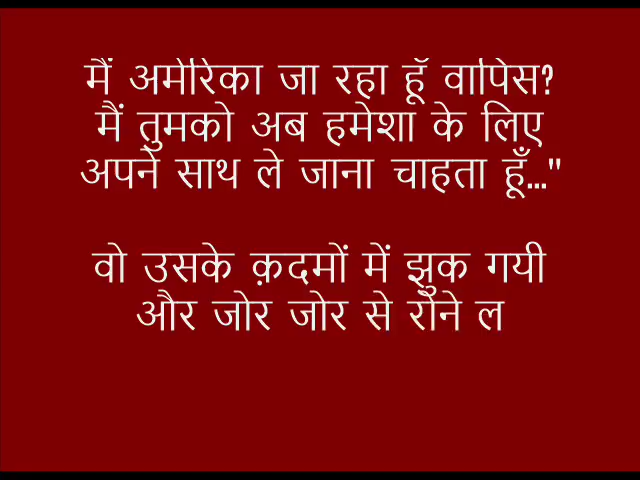 मैं अमेरिका जा रहा हूँ वापिस?
मैं तुमको अब हमेशा के लिए
अपने साथ ले जाना चाहता हूँ..."
वो उसके क़दमों में झुक गयी
और जोर जोर से रोने ल